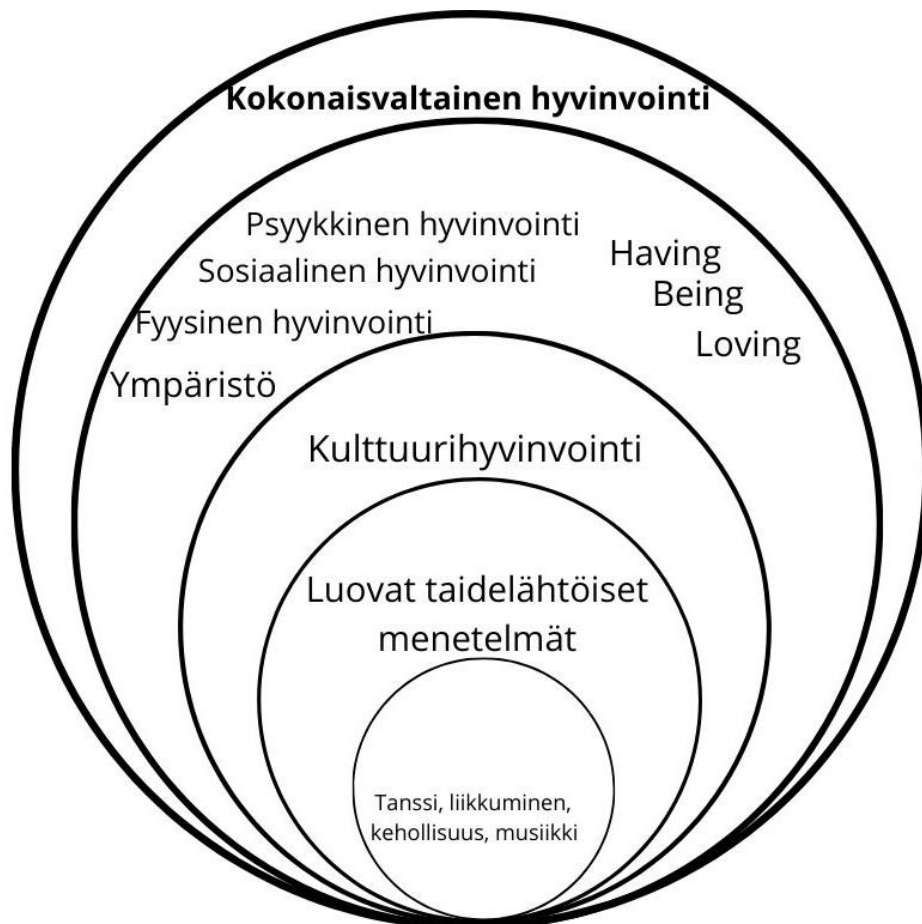 Kokonaisvaltainen hyvinvointi
Psyykkinen hyvinvointi
Sosiaalinen hyvinvointi
Fyysinen hyvinvointi
Ympäristö
Having
Being
Loving
Kulttuurihyvinvointi
Luovat taidelähtöiset
menetelmät
Tanssi, liikkuminen,
kehollisuus, musiikki